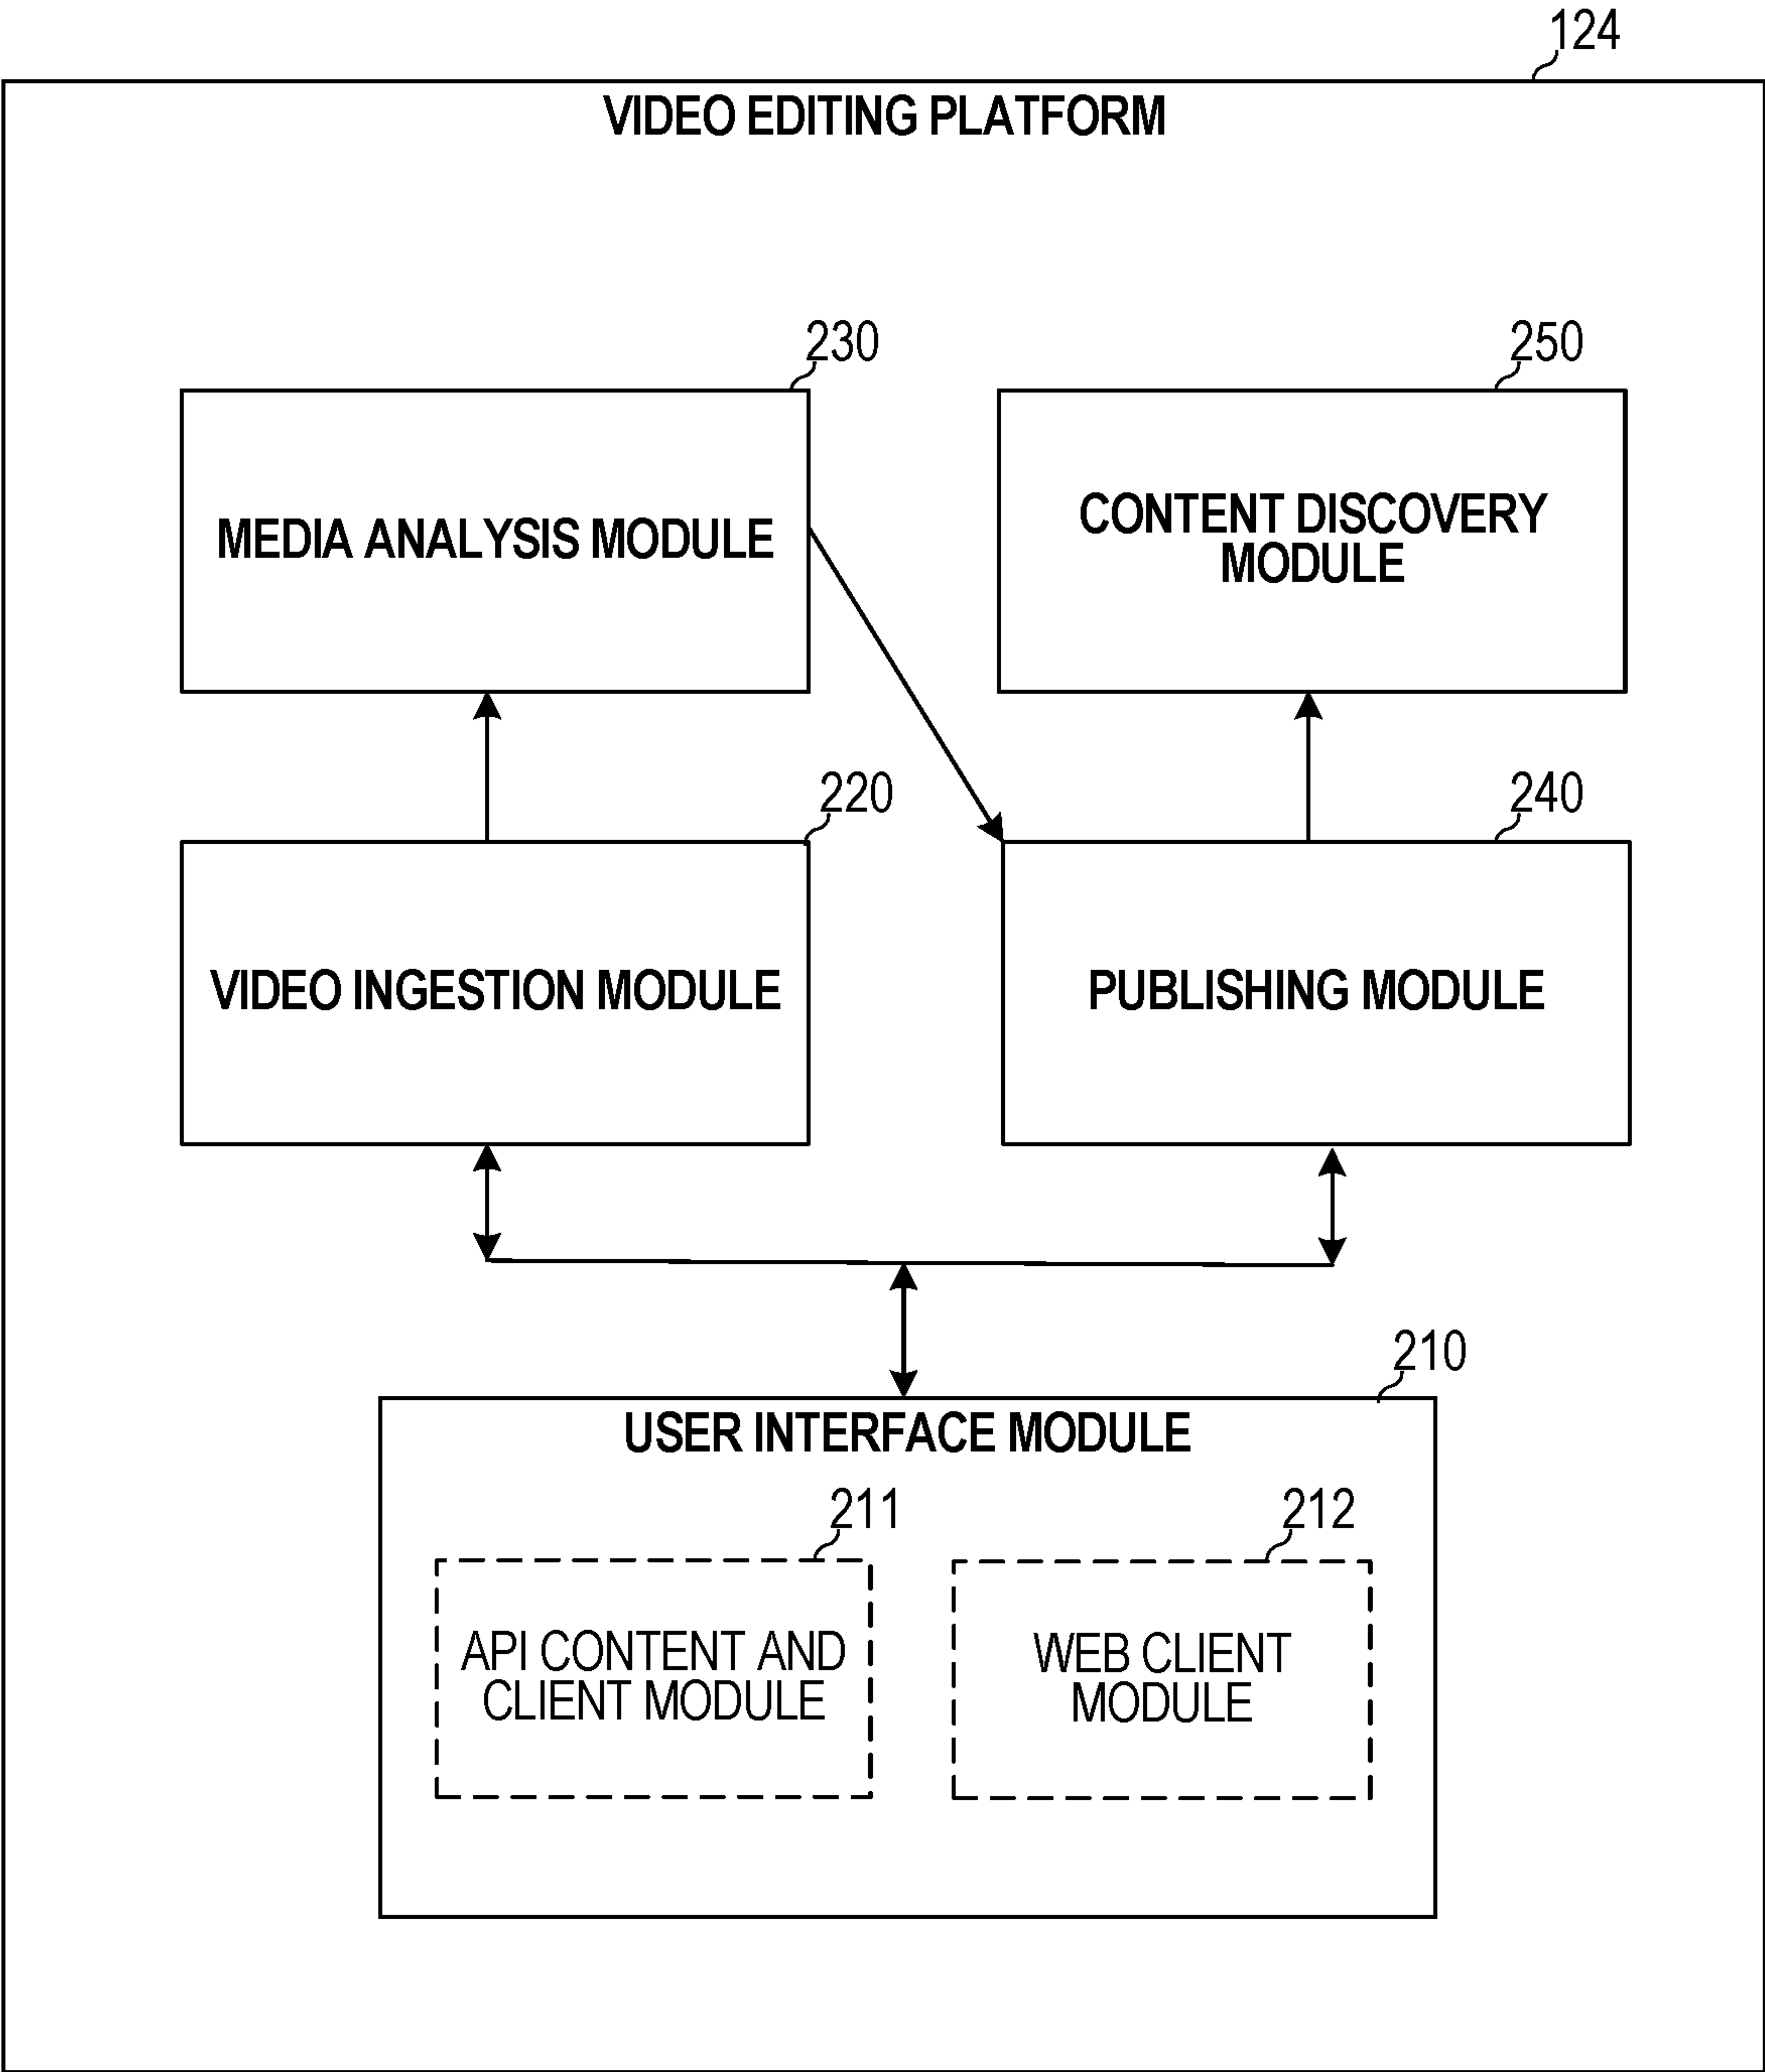 124
VIDEO EDITING PLATFORM
230
250
MEDIA ANALYSIS MODULE
CONTENT DISCOVERY
MODULE
220
240
VIDEO INGESTION MODULE
PUBLISHING MODULE
210
USER INTERFACE MODULE
211
212
API CONTENT AND
CLIENT MODULE
WEB CLIENT
MODULE